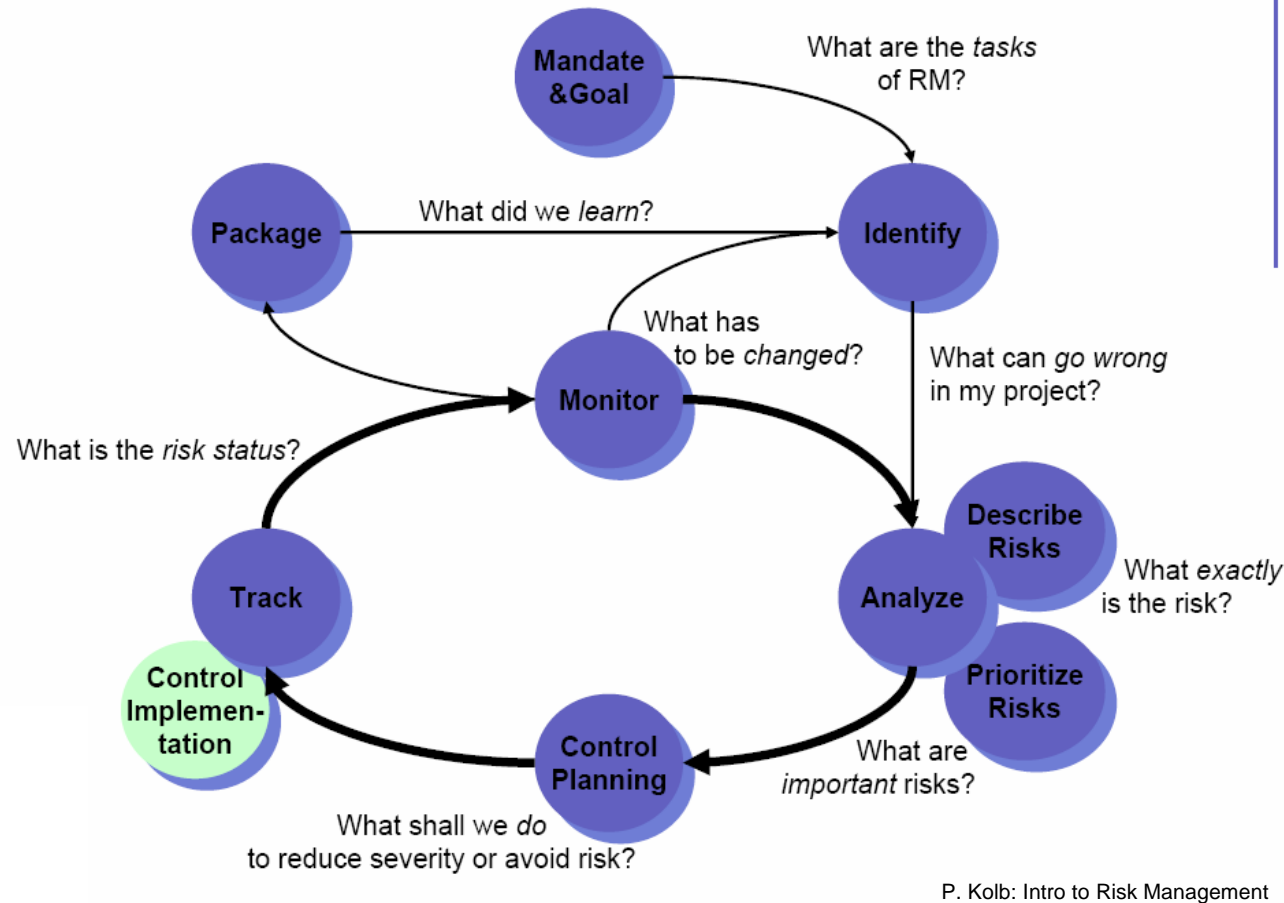 Mandate
&Goal
What are the tasks
of RM?
Package
What did we learn?
Identify
What has
to be changed?
Monitor
What can go wrong
in my project?
What is the risk status?
Track
Control
Implemen-
tation
Analyze
Describe
Risks
What exactly
is the risk?
Prioritize
Risks
What are
important risks?
Control
Planning
What shall we do
to reduce severity or avoid risk?
P. Kolb: Intro to Risk Management